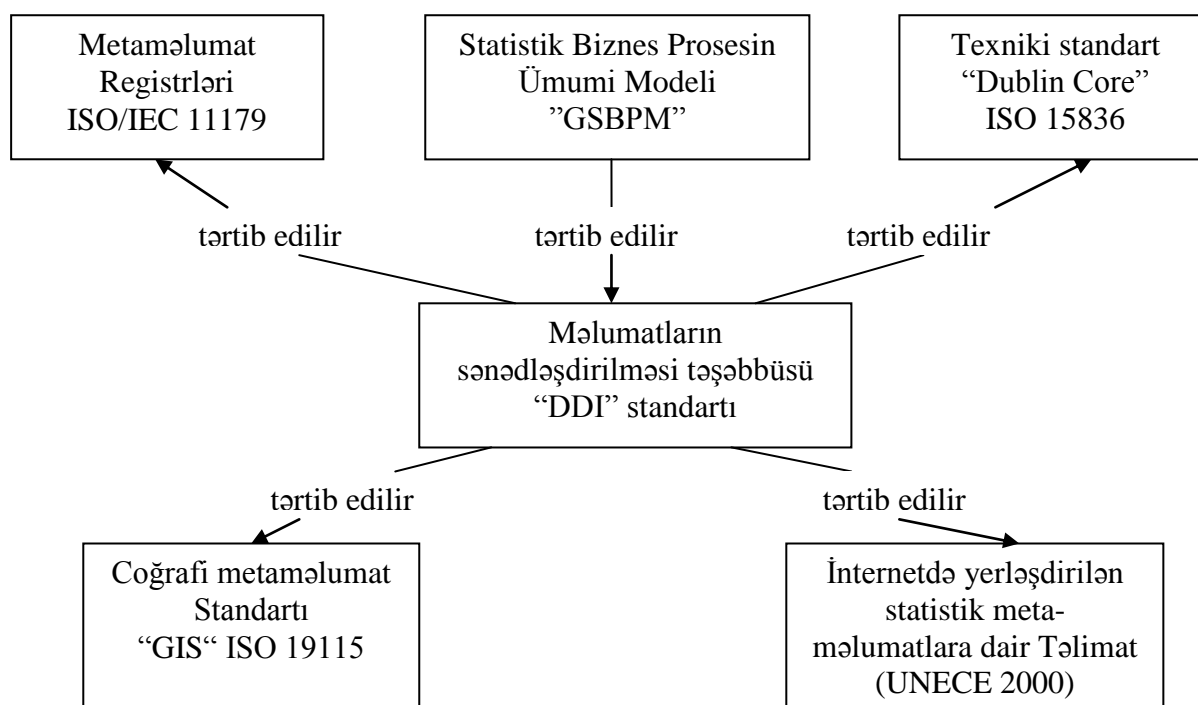 Metaməlumat
Registrləri
ISO/IEC 11179
Statistik Biznes Prosesin
Ümumi Modeli
”GSBPM”
Texniki standart
“Dublin Core”
ISO 15836
tərtib edilir
tərtib edilir
tərtib edilir
Məlumatların
sənədləşdirilməsi təşəbbüsü
“DDI” standartı
tərtib edilir
tərtib edilir
Coğrafi metaməlumat
Standartı
“GIS“ ISO 19115
İnternetdə yerləşdirilən
statistik meta-
məlumatlara dair Təlimat
(UNECE 2000)